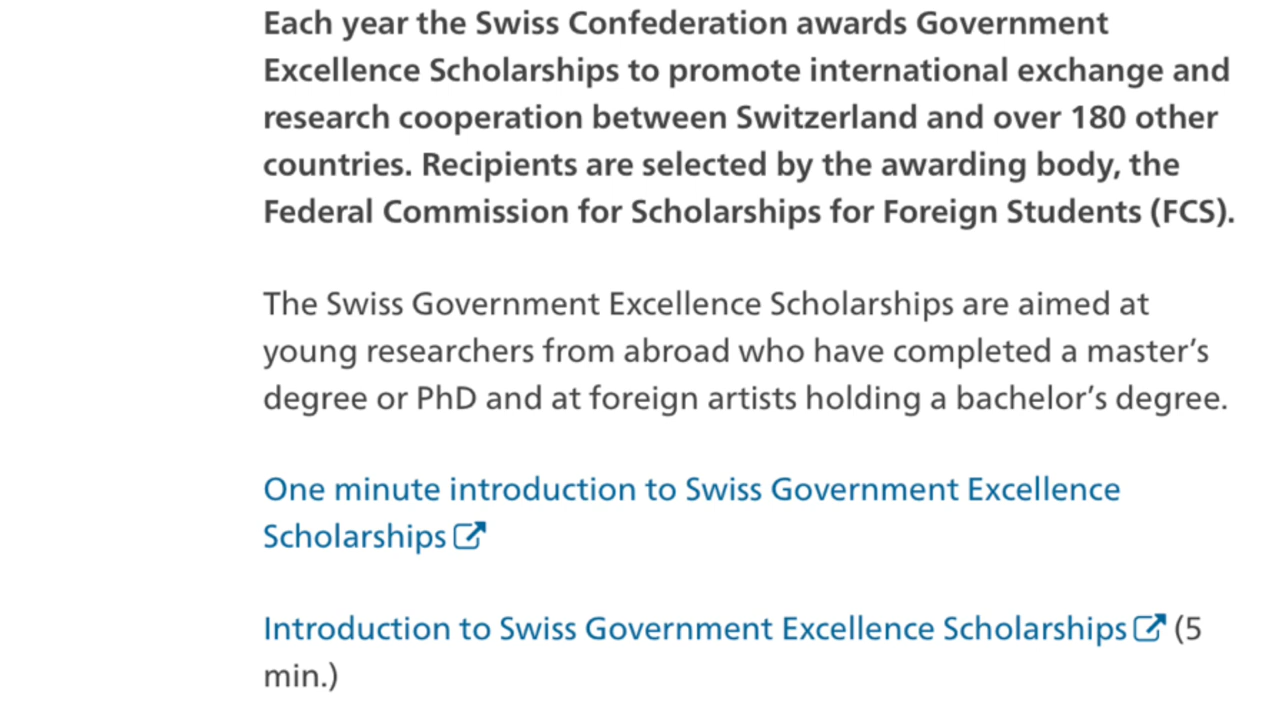 Each year the Swiss Confederation awards Government
Excellence Scholarships to promote international exchange and
research cooperation between Switzerland and over 180 other
countries. Recipients are selected by the awarding body, the
Federal Commission for Scholarships for Foreign Students (FCS).
The Swiss Government Excellence Scholarships are aimed at
young researchers from abroad who have completed a master’s
degree or PhD and at foreign artists holding a bachelor’s degree.
One minute introduction to Swiss Government Excellence
Scholarships
Introduction to Swiss Government Excellence Scholarships (5
min.)